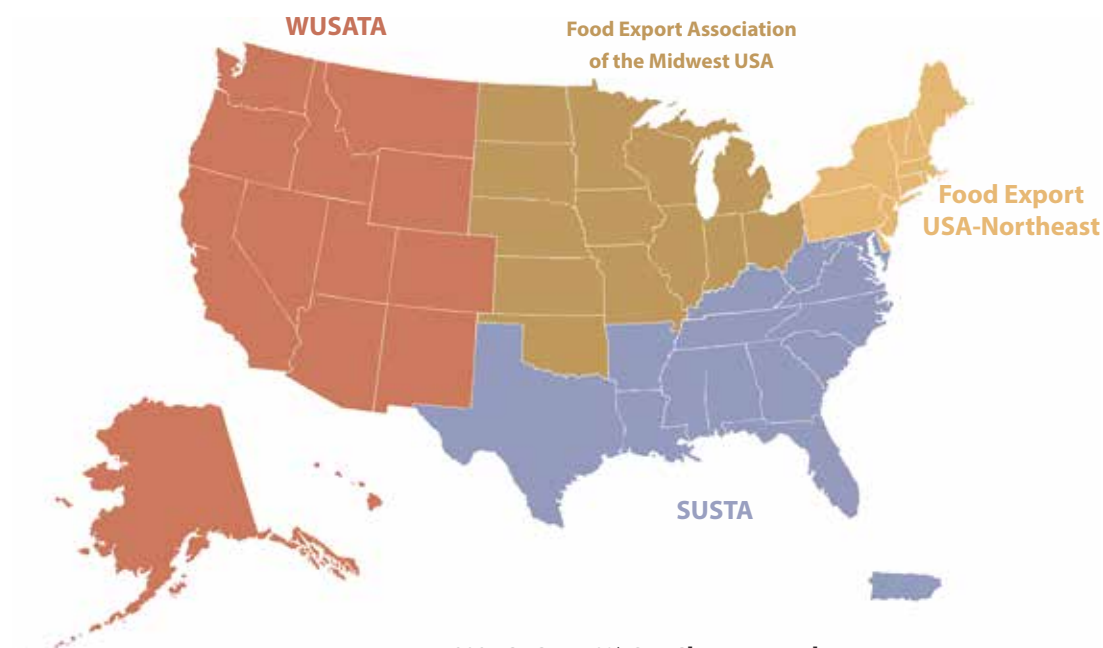 WUSATA
Food Export Association
of the Midwest USA
Food Export
USA-Northeast
SUSTA